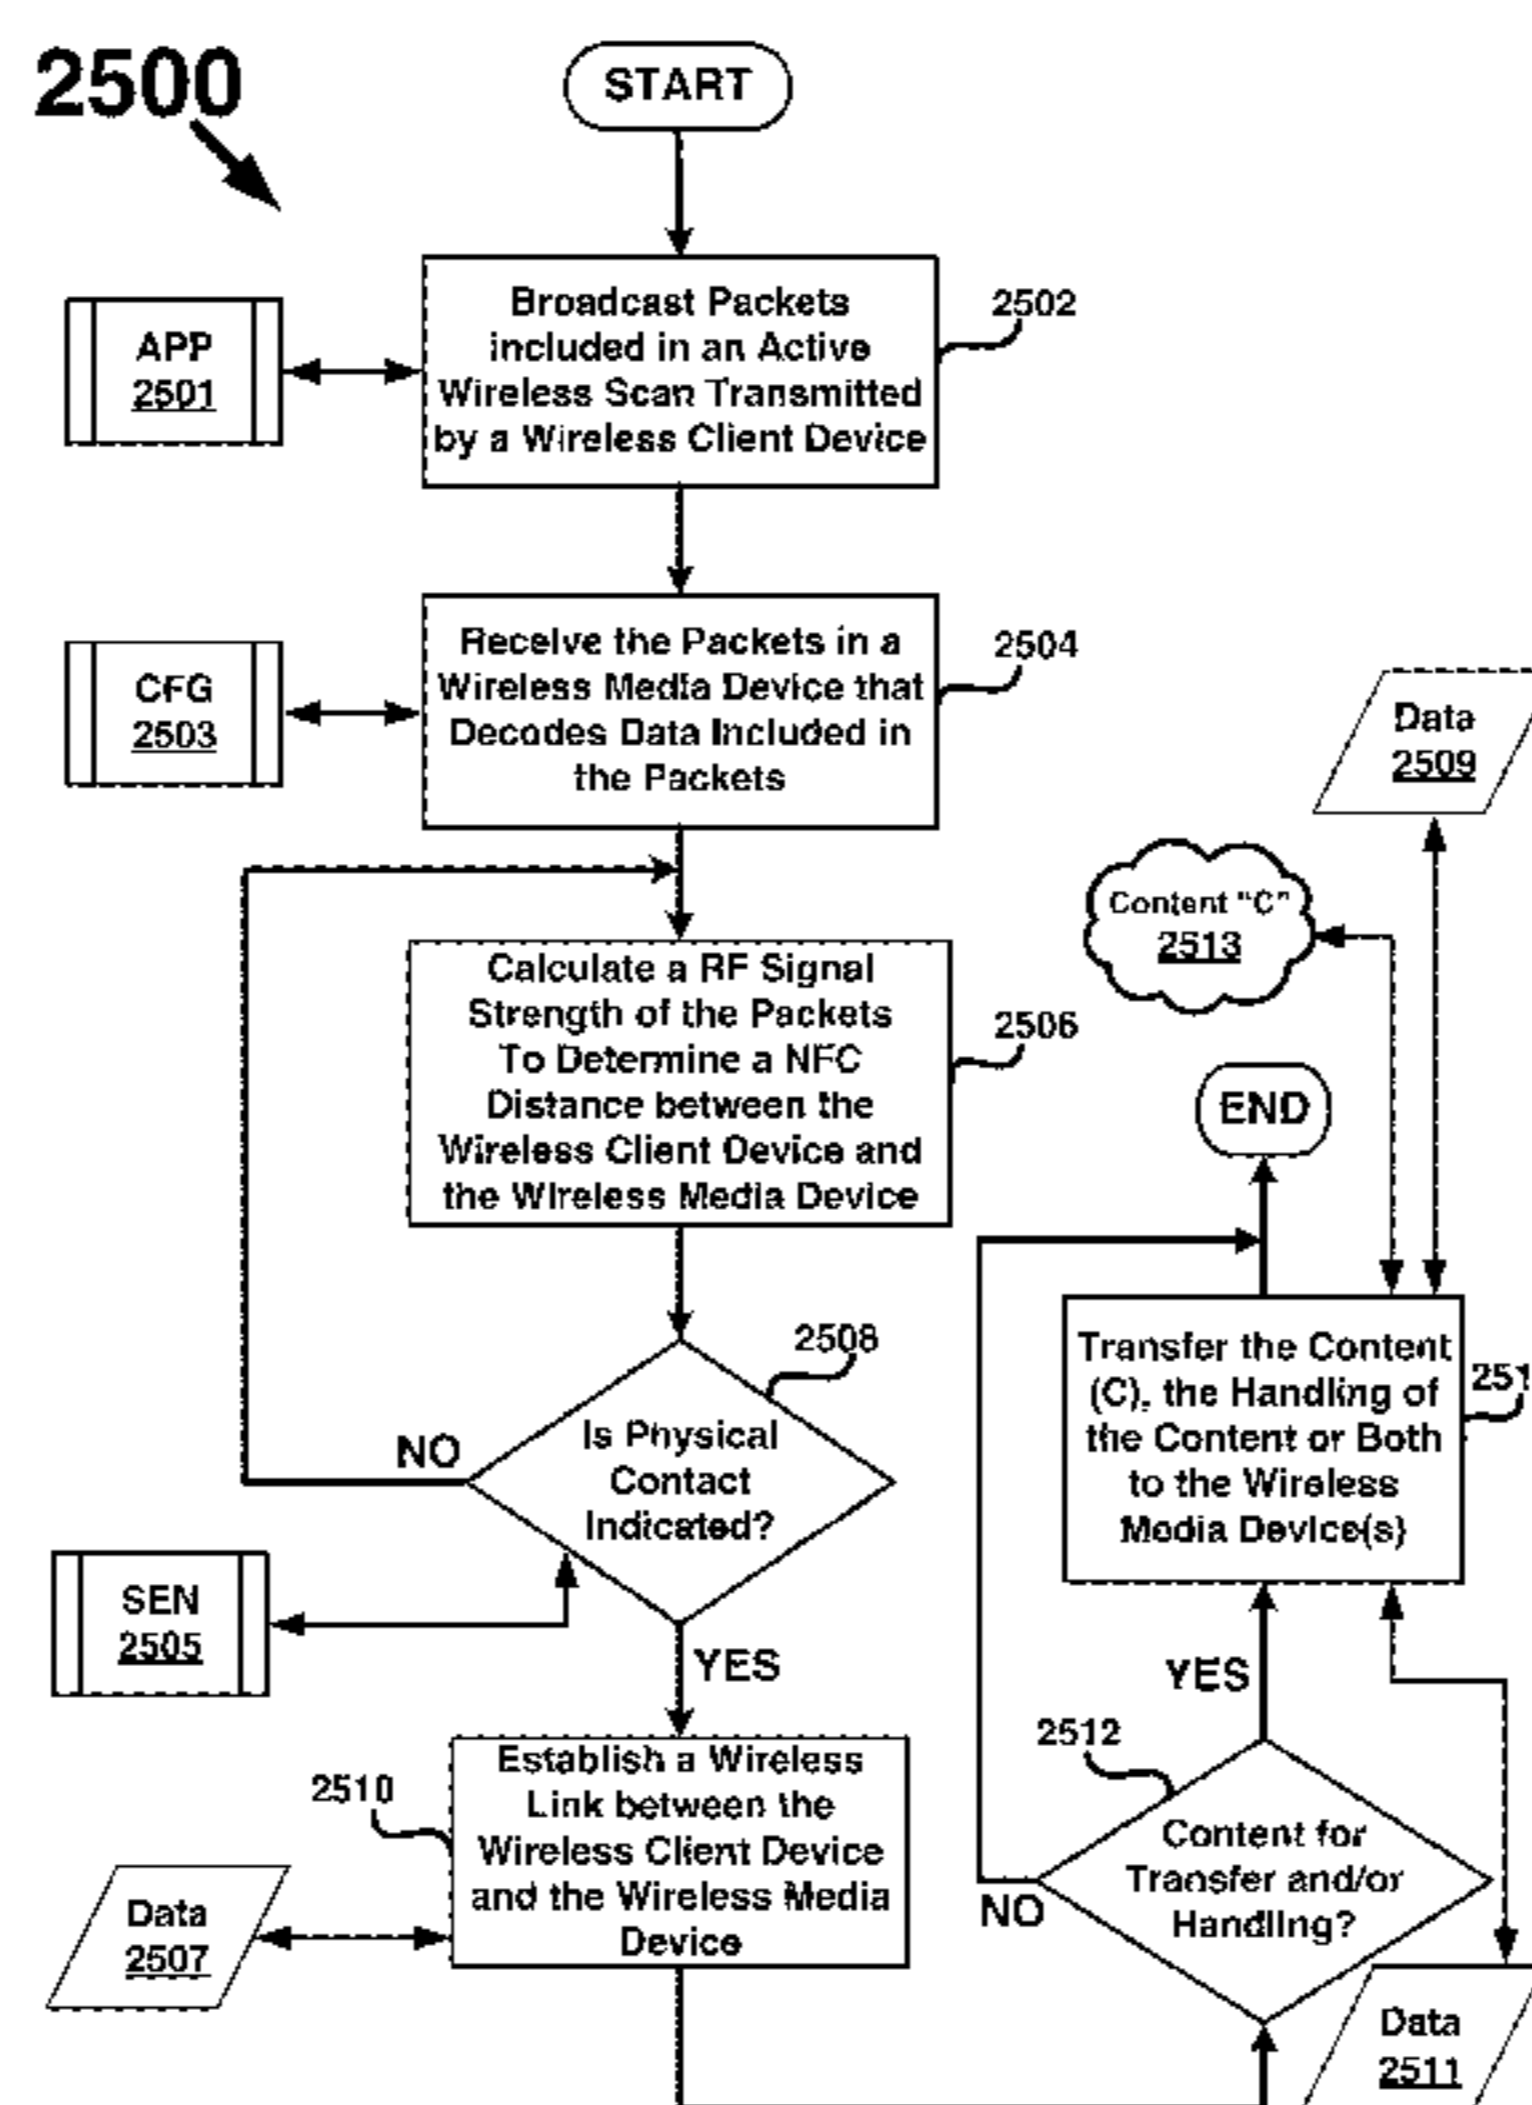 2500
START
Broadcast Packets
included in an Active
Wireless Scan Transmitted
by a Wireless Client Device
2502
APP
2501
Receive the Packets in a
Wireless Media Device that
Decodes Data Included in
the Packets
2504
CFG
2503
Calculate a RF Signal
Strength of the Packets
To Determine a NFC
Distance between the
Wireless Client Device and
the Wireless Media Device
2506
2508
Is Physical
Contact
Indicated?
NO
YES
SEN
2505
Establish a Wireless
Link between the
Wireless Client Device
and the Wireless Media
Device
2510
Data
2507
Data
2509
Content "C"
2513
END
Transfer the Content
(C), the Handling of
the Content or Both
to the Wireless
Media Device(s)
251
YES
2512
Content for
Transfer and/or
Handling?
NO
Data
2511